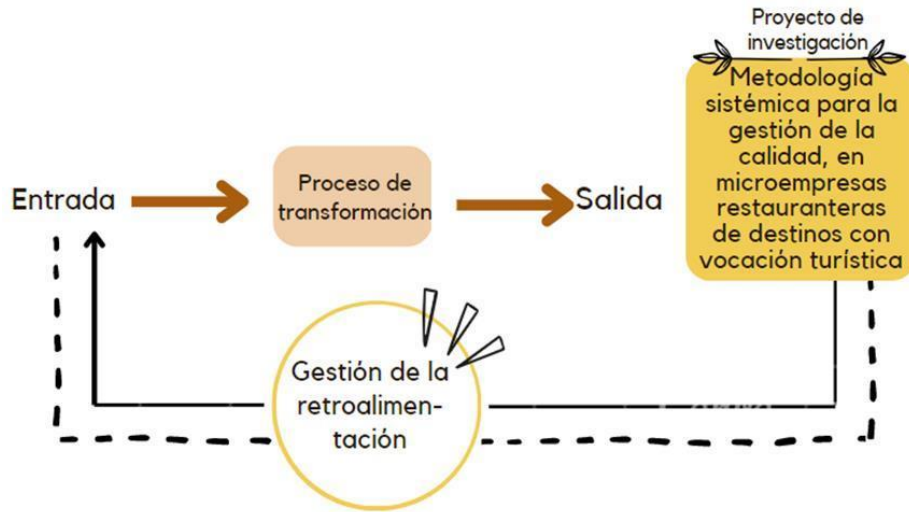 Proyecto de
investigación
Metodología
sistémica para la
gestión de la
calidad, en
microempresas
restauranteras
de destinos con
vocación turística
Entrada
Proceso de
transformación
Salida
Gestión de la
retroalimen-
tación